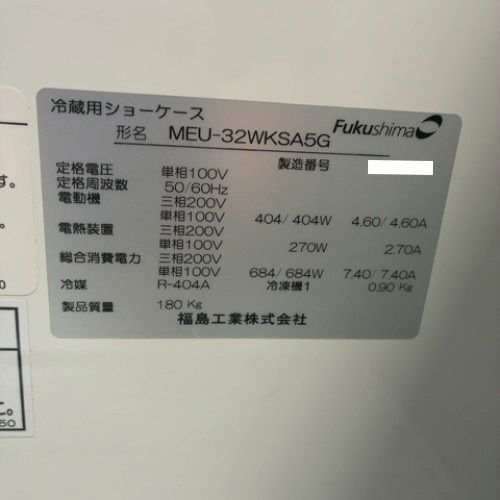 冷蔵用ショーケース
形名 MEU-32WKSA5G Fukushima
製造番号
定格電圧 単相100V
定格周波数 50/60Hz
電動機 三相200V
単相100V 404/404W 4.60/4.60A
電熱装置 三相200V
単相100V 270W 2.70A
総合消費電力 三相200V
単相100V 684/684W 7.40/7.40A
冷媒 R-404A 冷凍機1 0.90Kg
製品質量 180Kg
福島工業株式会社
す。
。
0
こ。
50